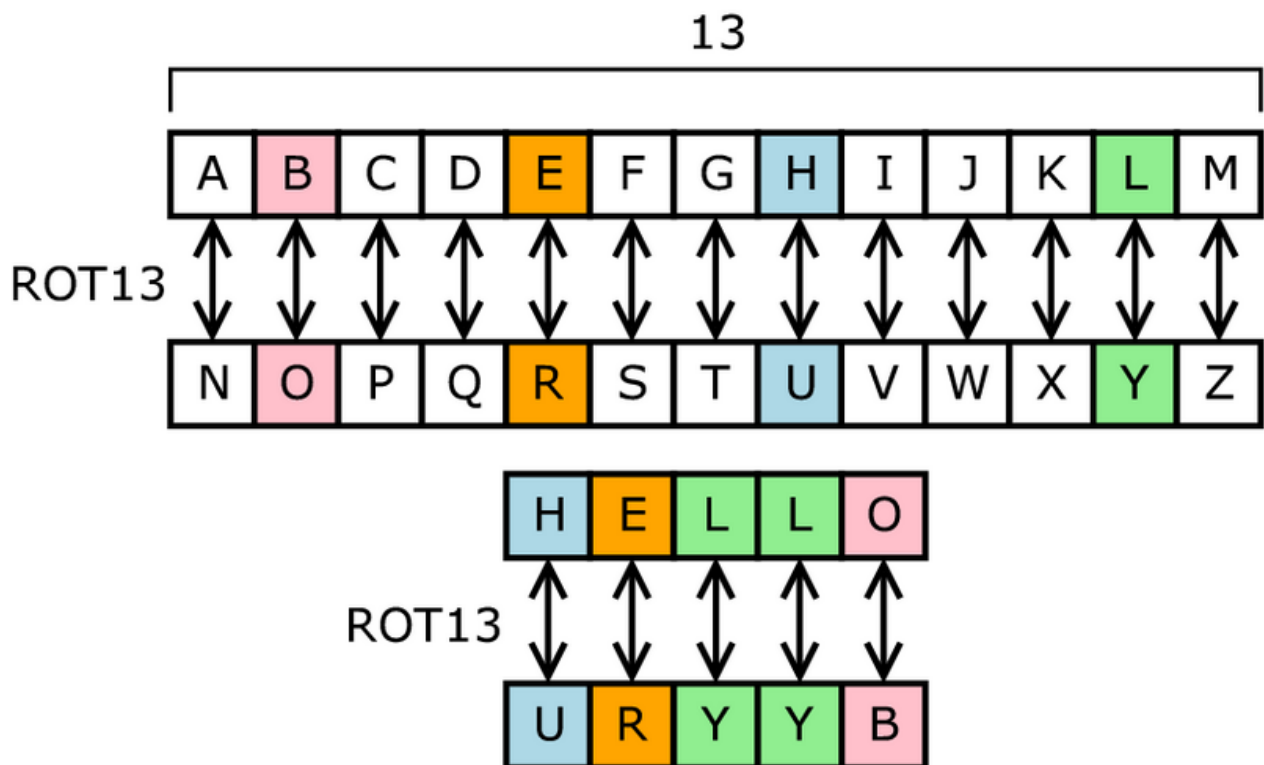 13
A B C D E F G H I J K L M
ROT13
N O P Q R S T U V W X Y Z
H E L L O
ROT13
U R Y Y B